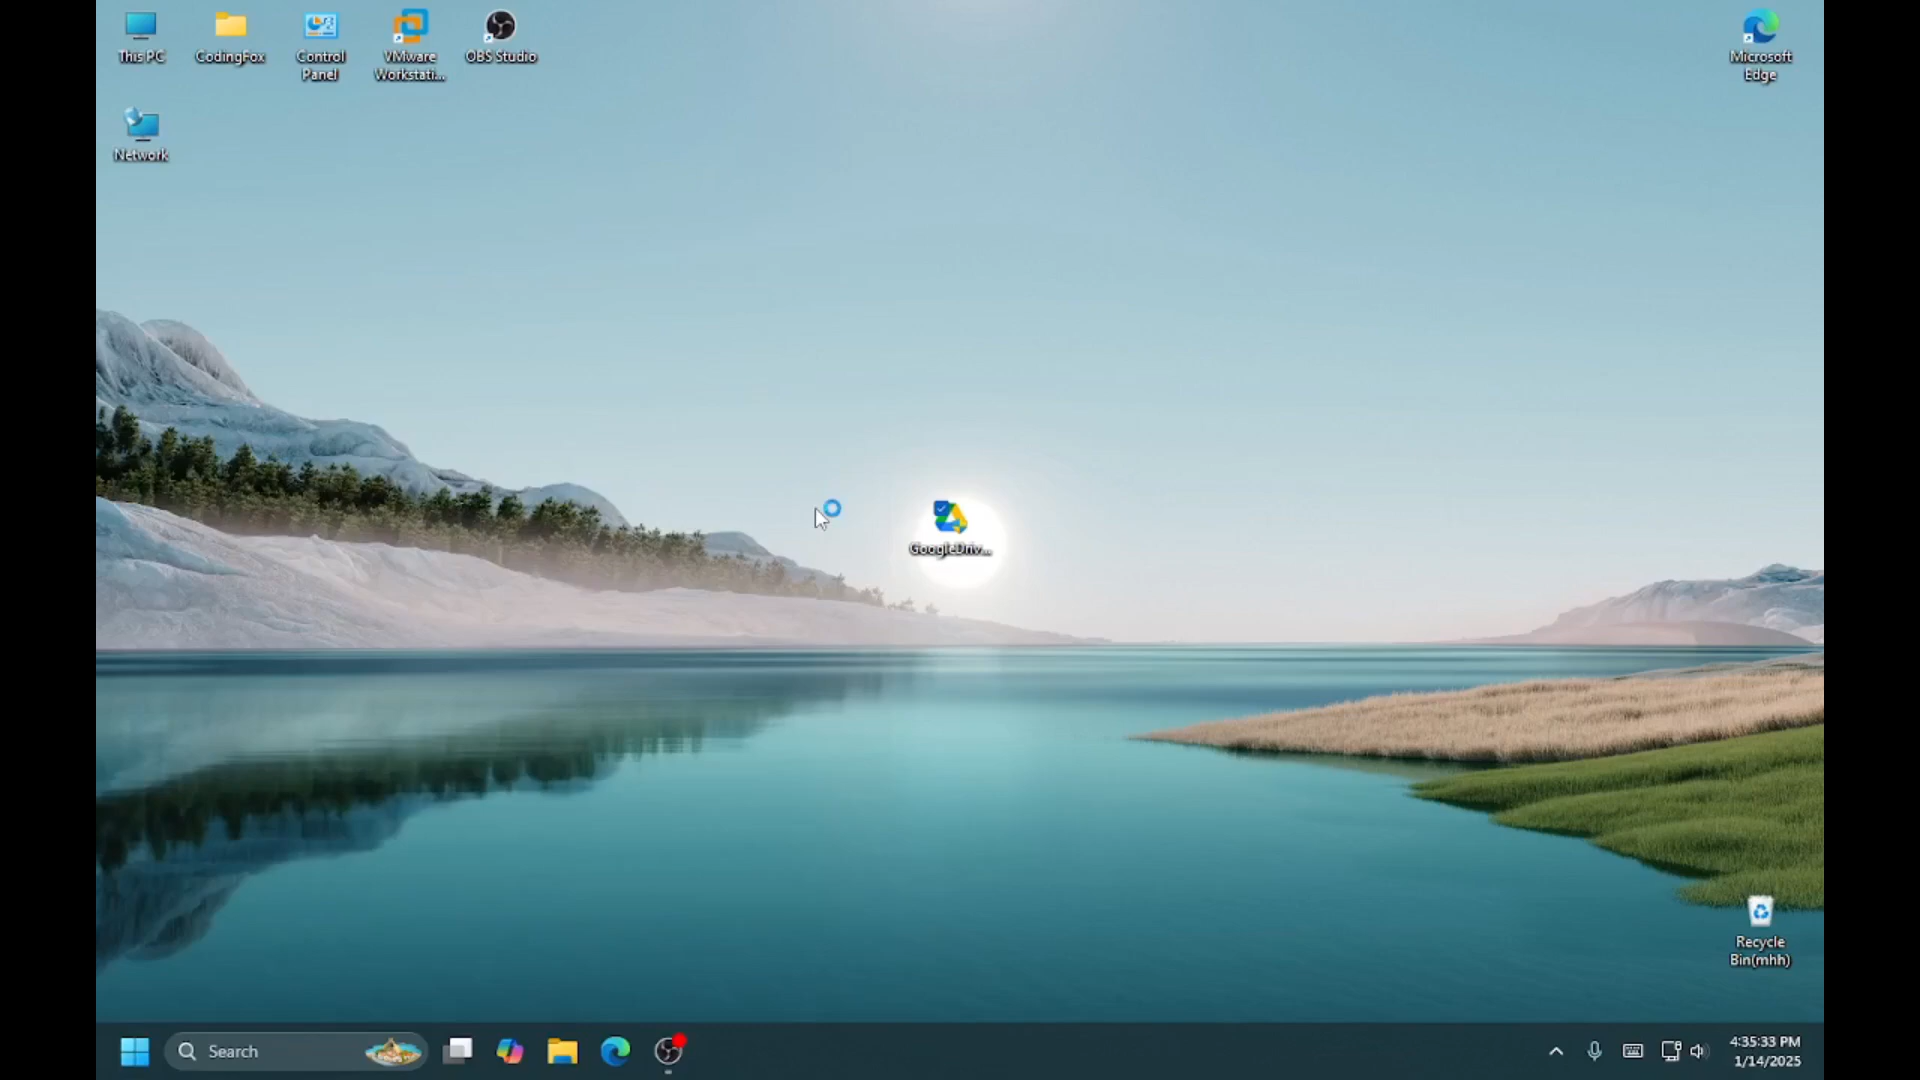 This PC
CodingFox
Control
Panel
VMware
Workstati...
OBS Studio
Microsoft
Edge
Network
GoogleDriv...
Recycle
Bin(mhh)
Search
4:35:33 PM
1/14/2025